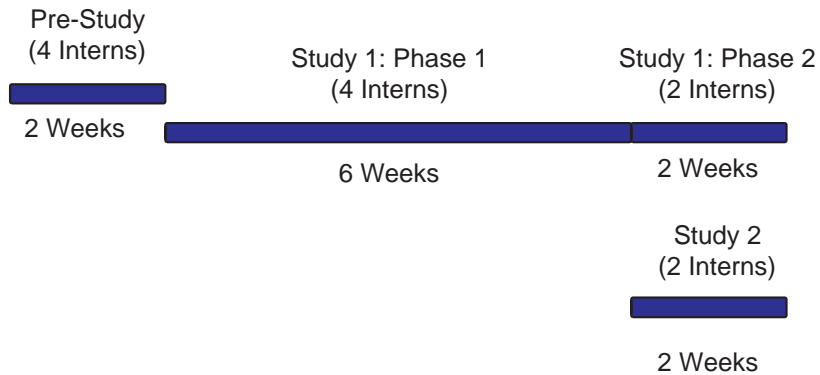 Pre-Study
(4 Interns)
2 Weeks
Study 1: Phase 1
(4 Interns)
6 Weeks
Study 1: Phase 2
(2 Interns)
2 Weeks
Study 2
(2 Interns)
2 Weeks